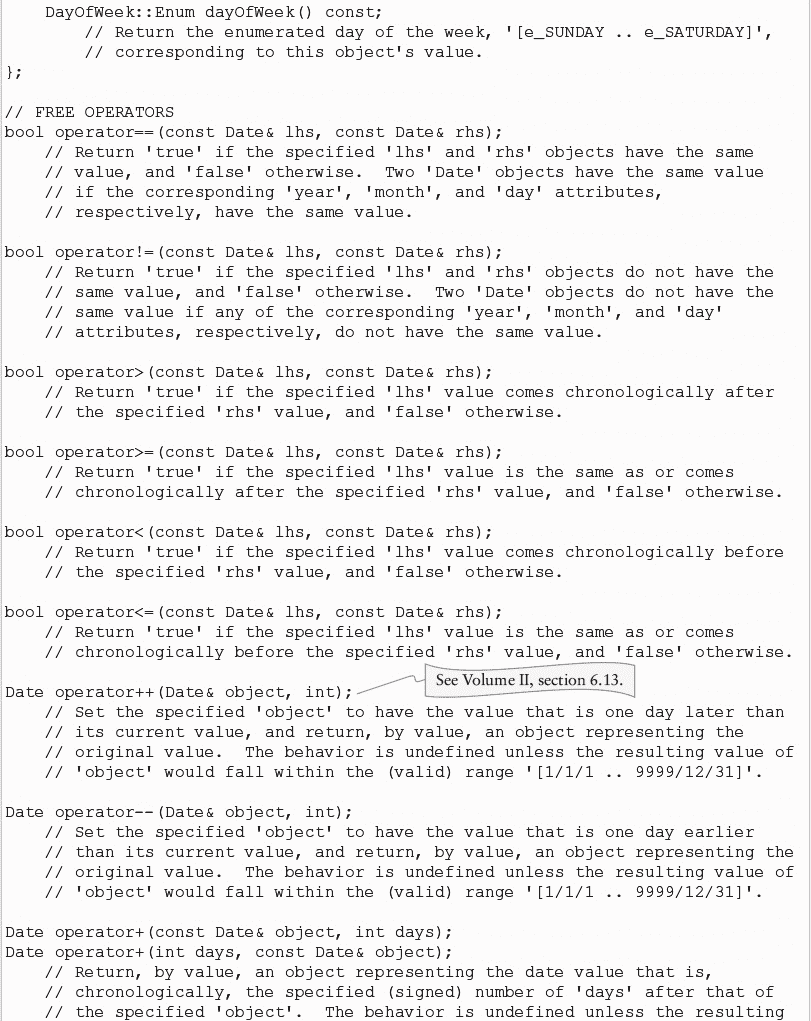 DayOfWeek::Enum dayOfWeek() const;
        // Return the enumerated day of the week, '[e_SUNDAY .. e_SATURDAY]',
        // corresponding to this object's value.
};

// FREE OPERATORS
bool operator==(const Date& lhs, const Date& rhs);
    // Return 'true' if the specified 'lhs' and 'rhs' objects have the same
    // value, and 'false' otherwise.  Two 'Date' objects have the same value
    // if the corresponding 'year', 'month', and 'day' attributes,
    // respectively, have the same value.

bool operator!=(const Date& lhs, const Date& rhs);
    // Return 'true' if the specified 'lhs' and 'rhs' objects do not have the
    // same value, and 'false' otherwise.  Two 'Date' objects do not have the
    // same value if any of the corresponding 'year', 'month', and 'day'
    // attributes, respectively, do not have the same value.

bool operator>(const Date& lhs, const Date& rhs);
    // Return 'true' if the specified 'lhs' value comes chronologically after
    // the specified 'rhs' value, and 'false' otherwise.

bool operator>=(const Date& lhs, const Date& rhs);
    // Return 'true' if the specified 'lhs' value is the same as or comes
    // chronologically after the specified 'rhs' value, and 'false' otherwise.

bool operator<(const Date& lhs, const Date& rhs);
    // Return 'true' if the specified 'lhs' value comes chronologically before
    // the specified 'rhs' value, and 'false' otherwise.

bool operator<=(const Date& lhs, const Date& rhs);
    // Return 'true' if the specified 'lhs' value is the same as or comes
    // chronologically before the specified 'rhs' value, and 'false' otherwise.

Date operator++(Date& object, int);
See Volume II, section 6.13.
    // Set the specified 'object' to have the value that is one day later than
    // its current value, and return, by value, an object representing the
    // original value.  The behavior is undefined unless the resulting value of
    // 'object' would fall within the (valid) range '[1/1/1 .. 9999/12/31]'.

Date operator--(Date& object, int);
    // Set the specified 'object' to have the value that is one day earlier
    // than its current value, and return, by value, an object representing the
    // original value.  The behavior is undefined unless the resulting value of
    // 'object' would fall within the (valid) range '[1/1/1 .. 9999/12/31]'.

Date operator+(const Date& object, int days);
Date operator+(int days, const Date& object);
    // Return, by value, an object representing the date value that is,
    // chronologically, the specified (signed) number of 'days' after that of
    // the specified 'object'.  The behavior is undefined unless the resulting